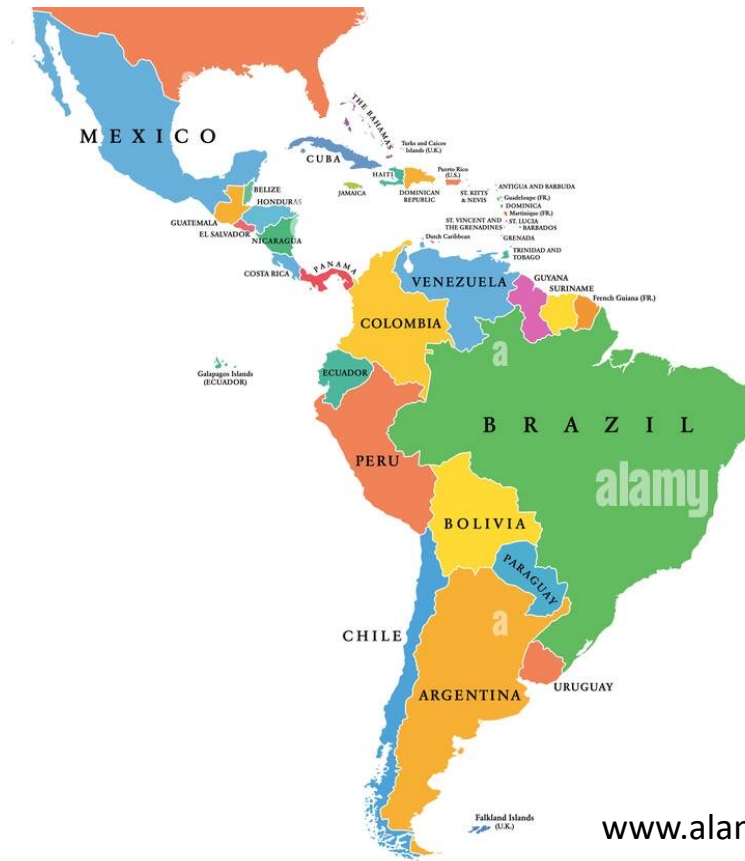 THE BAHAMAS
MEXICO
Turks and Caicos
Islands (U.K.)
CUBA
HAITI
Puerto Rico
(U.S.)
JAMAICA
DOMINICAN
REPUBLIC
ST. KITTS
& NEVIS
ANTIGUA AND BARBUDA
Guadeloupe (FR.)
DOMINICA
Martinique (FR.)
ST. LUCIA
BARBADOS
ST. VINCENT AND
THE GRENADINES
GRENADA
Dutch Caribbean
TRINIDAD AND
TOBAGO
BELIZE
HONDURAS
GUATEMALA
EL SALVADOR
NICARAGUA
COSTA RICA
PANAMA
VENEZUELA
GUYANA
SURINAME
French Guiana (FR.)
COLOMBIA
a
ECUADOR
Galapagos Islands
(ECUADOR)
BRAZIL
PERU
alamy
BOLIVIA
PARAGUAY
a
CHILE
ARGENTINA
URUGUAY
Falkland Islands
(U.K.)
www.alar